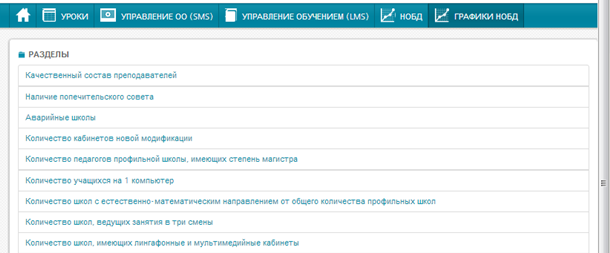 УРОКИ УПРАВЛЕНИЕ ОО (SMS) УПРАВЛЕНИЕ ОБУЧЕНИЕМ (LMS) НОБД ГРАФИКИ НОБД
РАЗДЕЛЫ
Качественный состав преподавателей
Наличие попечительского совета
Аварийные школы
Количество кабинетов новой модификации
Количество педагогов профильной школы, имеющих степень магистра
Количество учащихся на 1 компьютер
Количество школ с естественно-математическим направлением от общего количества профильных школ
Количество школ, ведущих занятия в три смены
Количество школ, имеющих лингафонные и мультимедийные кабинеты